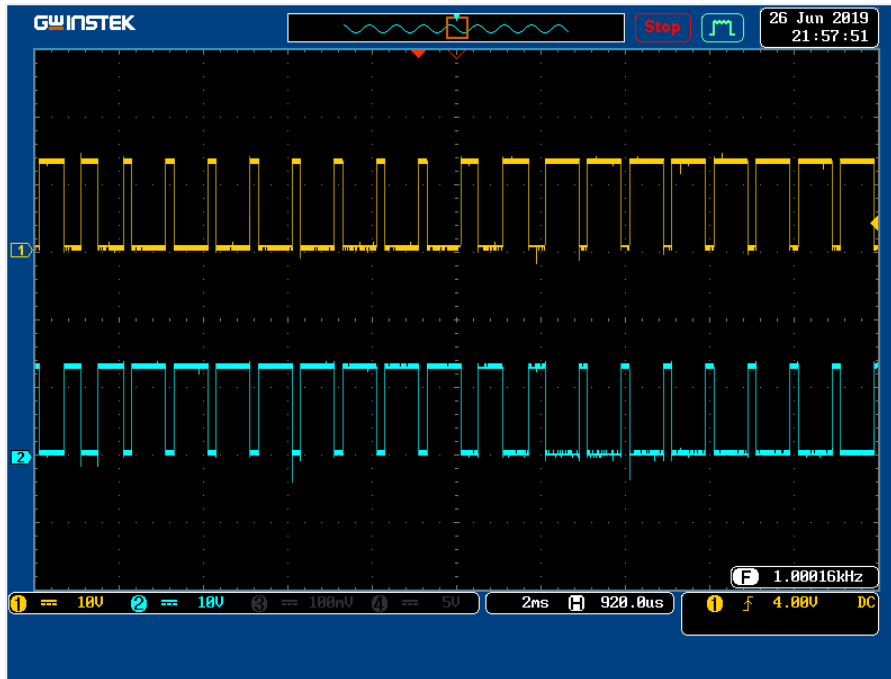 GWINSTEK
Stop
26 Jun 2019
21:57:51
1
2
F 1.00016kHz
1 10V 2 10V 3 100mV 4 5V
2ms H 920.0us
1 4.00V DC